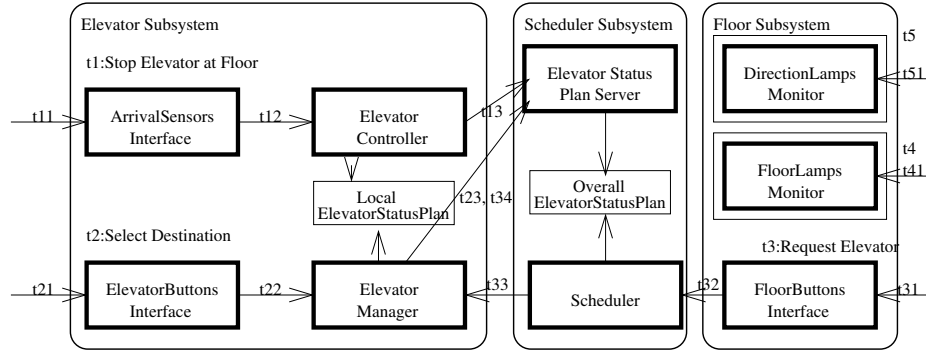 Elevator Subsystem
Scheduler Subsystem
Floor Subsystem
t5
t1:Stop Elevator at Floor
Elevator Status
Plan Server
DirectionLamps
Monitor
t51
t11
ArrivalSensors
Interface
t12
Elevator
Controller
t13
t4
FloorLamps
Monitor
t41
Local
ElevatorStatusPlan
t23, t34
Overall
ElevatorStatusPlan
t2:Select Destination
t3:Request Elevator
t21
ElevatorButtons
Interface
t22
Elevator
Manager
t33
Scheduler
t32
FloorButtons
Interface
t31